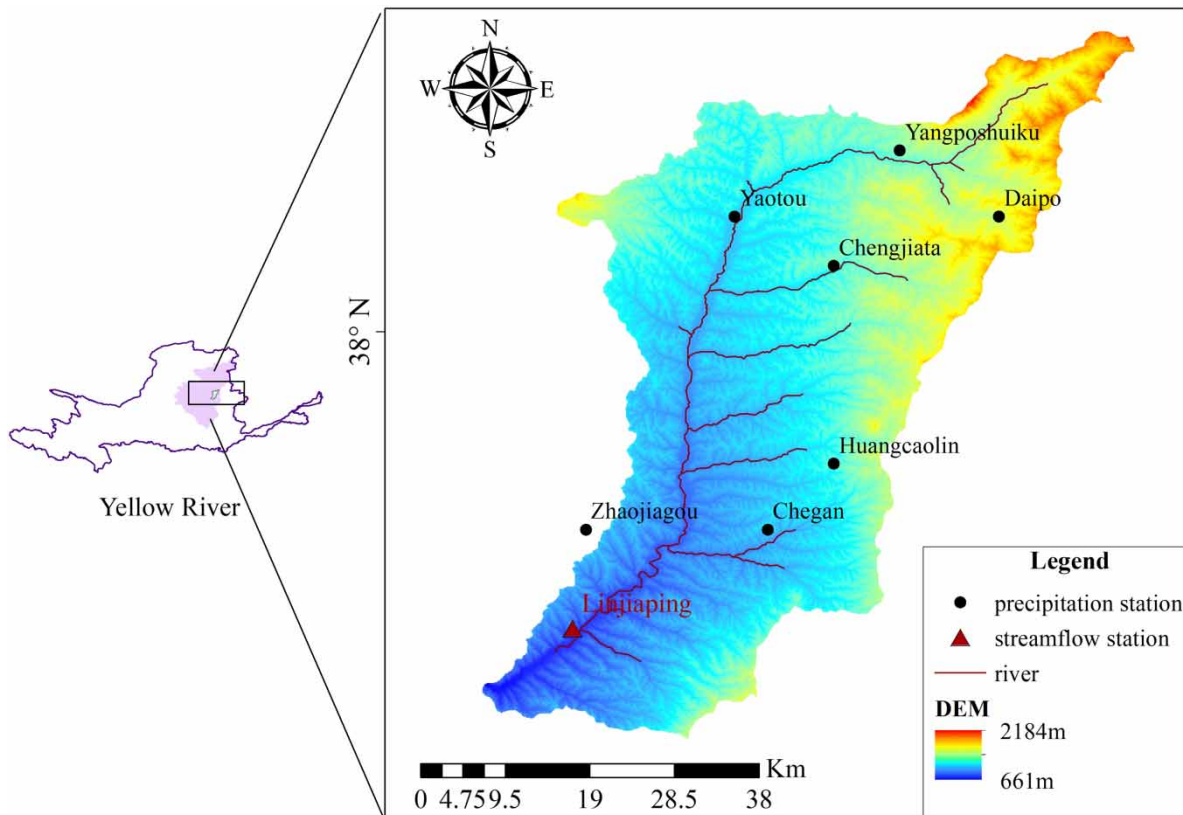 N
W E
S
Yangposhuiku
Yaotou
Daipo
Chengjiata
38° N
Huangcaolin
Yellow River
Zhaojiagou
Chegan
Linjiaping
Legend
precipitation station
streamflow station
river
DEM
2184m
661m
Km
0 4.75 9.5 19 28.5 38